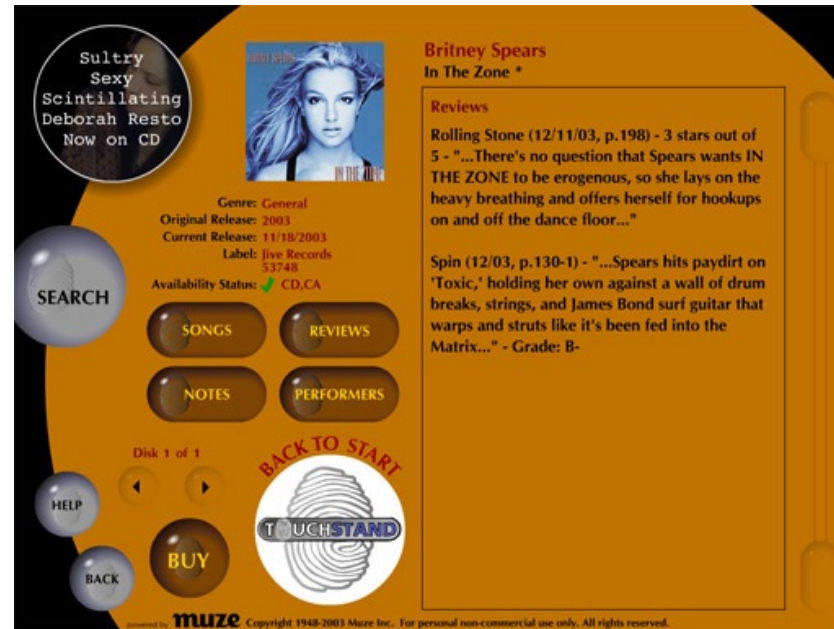 Sultry
Sexy
Scintillating
Deborah Resto
Now on CD
BRITNEY SPEARS
IN THE ZONE
Genre: General
Original Release: 2003
Current Release: 11/18/2003
Label: Jive Records
53748
Availability Status: CD,CA
SEARCH
SONGS
REVIEWS
NOTES
PERFORMERS
Disk 1 of 1
BACK TO START
TOUCHSTAND
HELP
BACK
BUY
Britney Spears
In The Zone *
Reviews
Rolling Stone (12/11/03, p.198) - 3 stars out of
5 - "...There's no question that Spears wants IN
THE ZONE to be erogenous, so she lays on the
heavy breathing and offers herself for hookups
on and off the dance floor..."
Spin (12/03, p.130-1) - "...Spears hits paydirt on
'Toxic,' holding her own against a wall of drum
breaks, strings, and James Bond surf guitar that
warps and struts like it's been fed into the
Matrix..." - Grade: B-
powered by muze Copyright 1948-2003 Muze Inc. For personal non-commercial use only. All rights reserved.